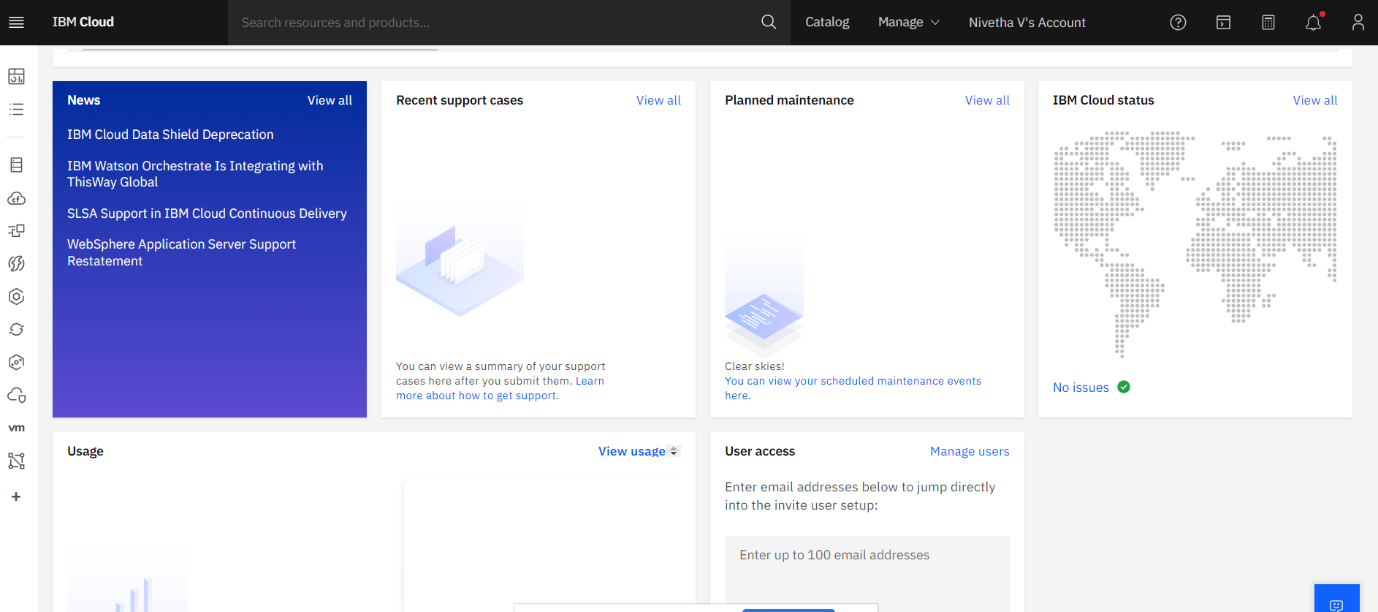 IBM Cloud
Search resources and products...
Catalog
Manage
Nivetha V's Account
News
View all
IBM Cloud Data Shield Deprecation
IBM Watson Orchestrate Is Integrating with
ThisWay Global
SLSA Support in IBM Cloud Continuous Delivery
WebSphere Application Server Support
Restatement
Recent support cases
View all
You can view a summary of your support
cases here after you submit them. Learn
more about how to get support.
Planned maintenance
View all
Clear skies!
You can view your scheduled maintenance events
here.
IBM Cloud status
View all
No issues
vm
Usage
View usage
User access
Manage users
Enter email addresses below to jump directly
into the invite user setup:
Enter up to 100 email addresses